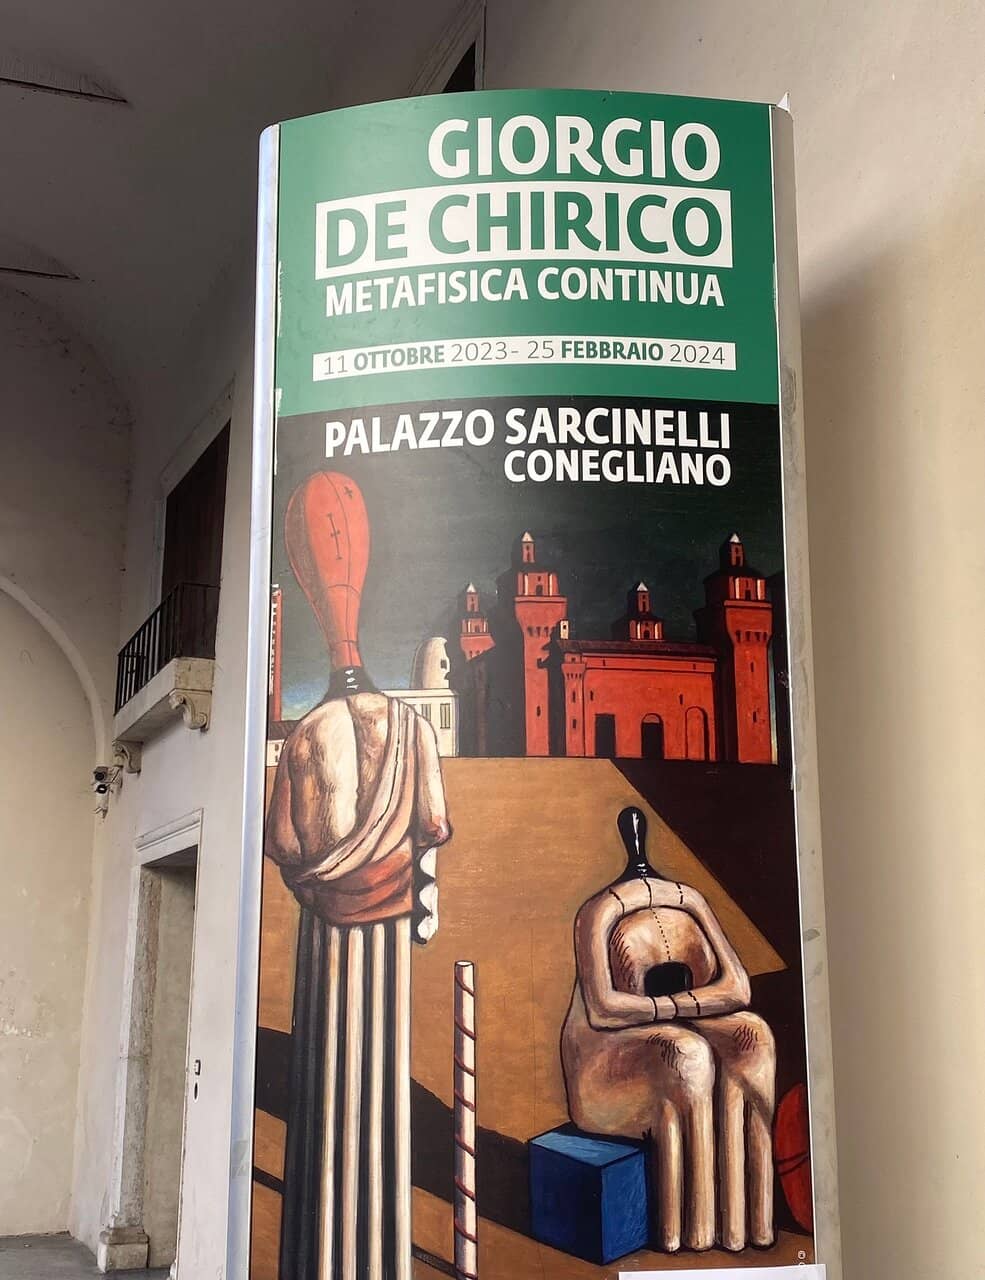 GIORGIO
DE CHIRICO
METAFISICA CONTINUA
11 OTTOBRE 2023 - 25 FEBBRAIO 2024
PALAZZO SARCINELLI
CONEGLIANO